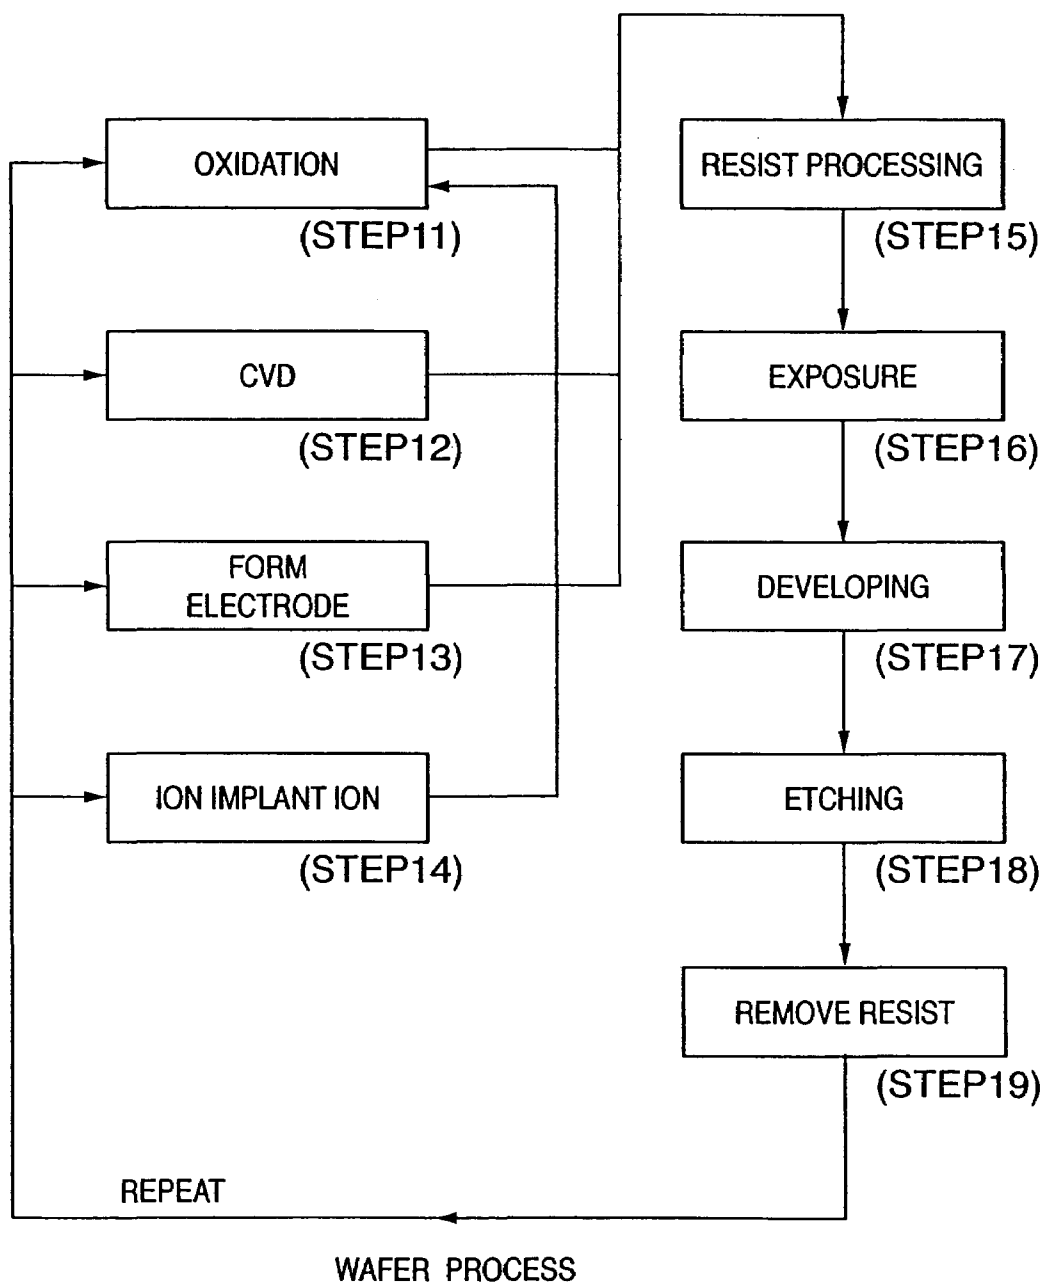 OXIDATION
(STEP11)
CVD
(STEP12)
FORM
ELECTRODE
(STEP13)
ION IMPLANT ION
(STEP14)
RESIST PROCESSING
(STEP15)
EXPOSURE
(STEP16)
DEVELOPING
(STEP17)
ETCHING
(STEP18)
REMOVE RESIST
(STEP19)
REPEAT
WAFER PROCESS